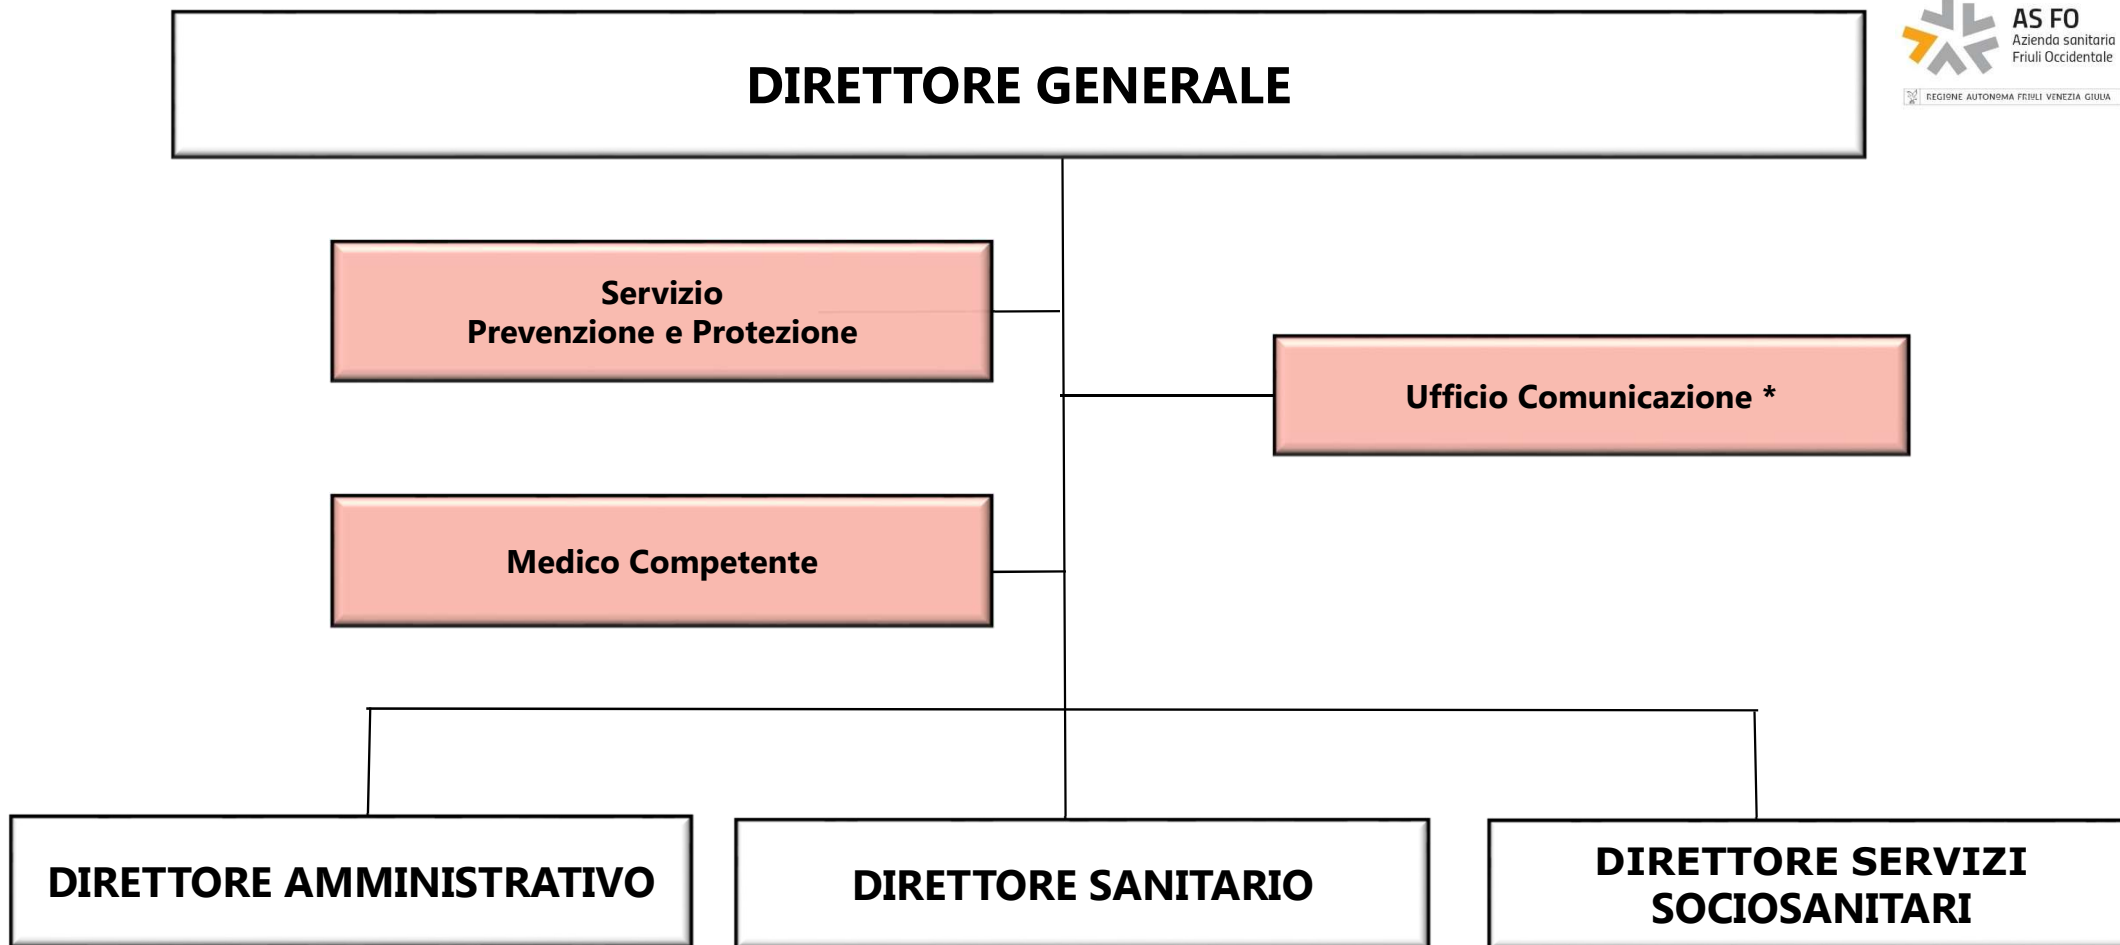 AS FO
Azienda sanitaria
Friuli Occidentale
REGIONE AUTONOMA FRIULI VENEZIA GIULIA
DIRETTORE GENERALE
Servizio
Prevenzione e Protezione
Ufficio Comunicazione *
Medico Competente
DIRETTORE AMMINISTRATIVO
DIRETTORE SANITARIO
DIRETTORE SERVIZI
SOCIOSANITARI